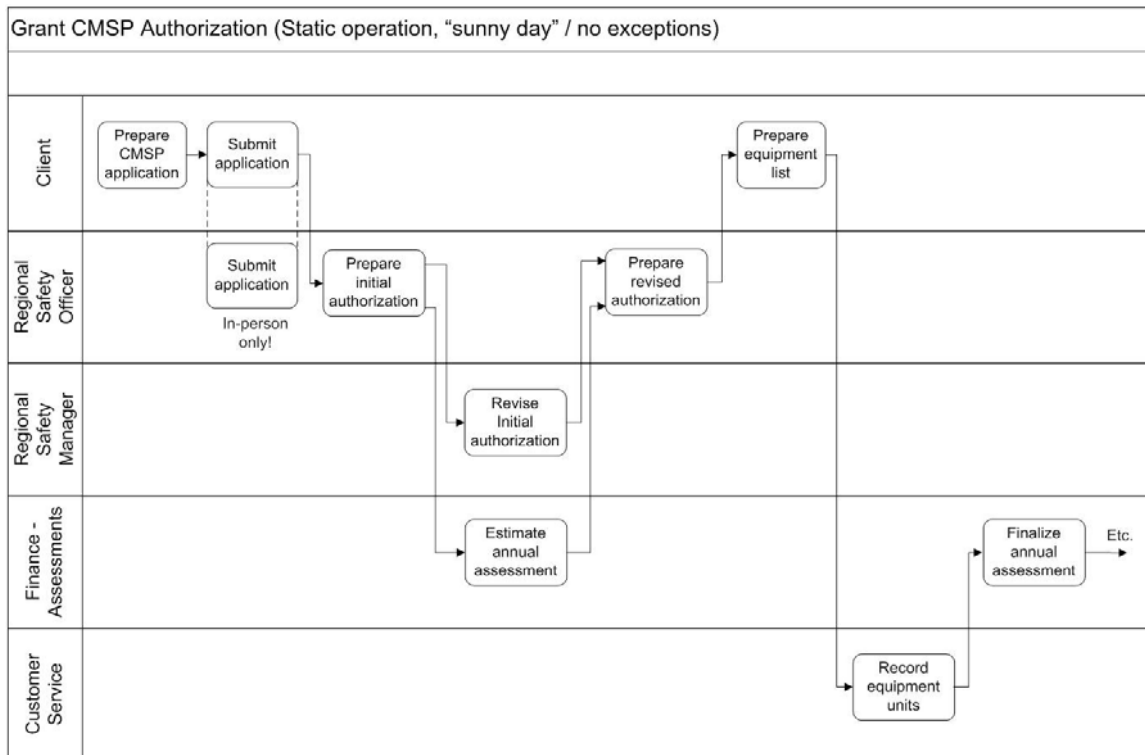 Grant CMSP Authorization (Static operation, “sunny day” / no exceptions)
Client
Prepare
CMSP
application
Submit
application
Prepare
equipment
list
Regional
Safety
Officer
Submit
application
In-person
only!
Prepare
initial
authorization
Prepare
revised
authorization
Regional
Safety
Manager
Revise
Initial
authorization
Finance -
Assessments
Estimate
annual
assessment
Finalize
annual
assessment
Etc.
Customer
Service
Record
equipment
units